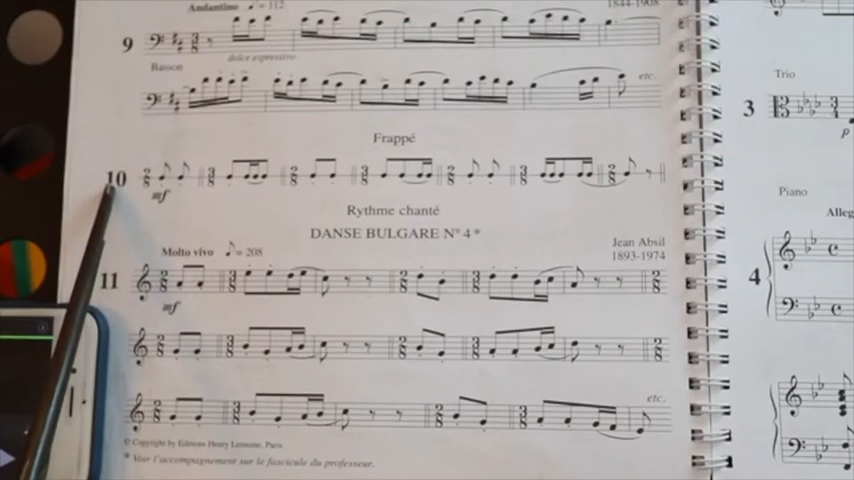 Andantino ♪ = 112
1844-1908
9
dolce espressivo
Basson
etc.
Frappé
10
mf
Rythme chanté
DANSE BULGARE N° 4 *
Jean Absil
1893-1974
Molto vivo ♪ = 208
11
mf
etc.
© Copyright by Editions Henry Lemoine, Paris.
* Voir l'accompagnement sur le fascicule du professeur.
Trio
3
p
Piano
Alleg
4